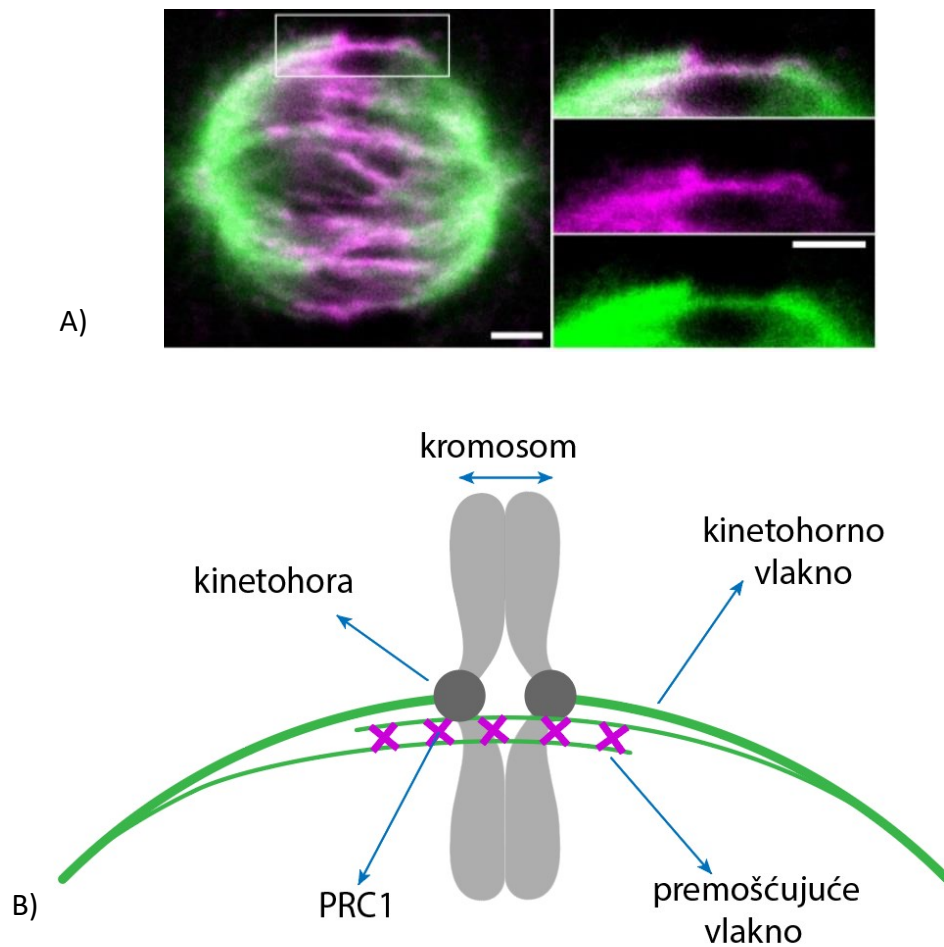 A)
kromosom
kinetohorno
vlakno
kinetohora
PRC1
premošćujuće
vlakno
B)